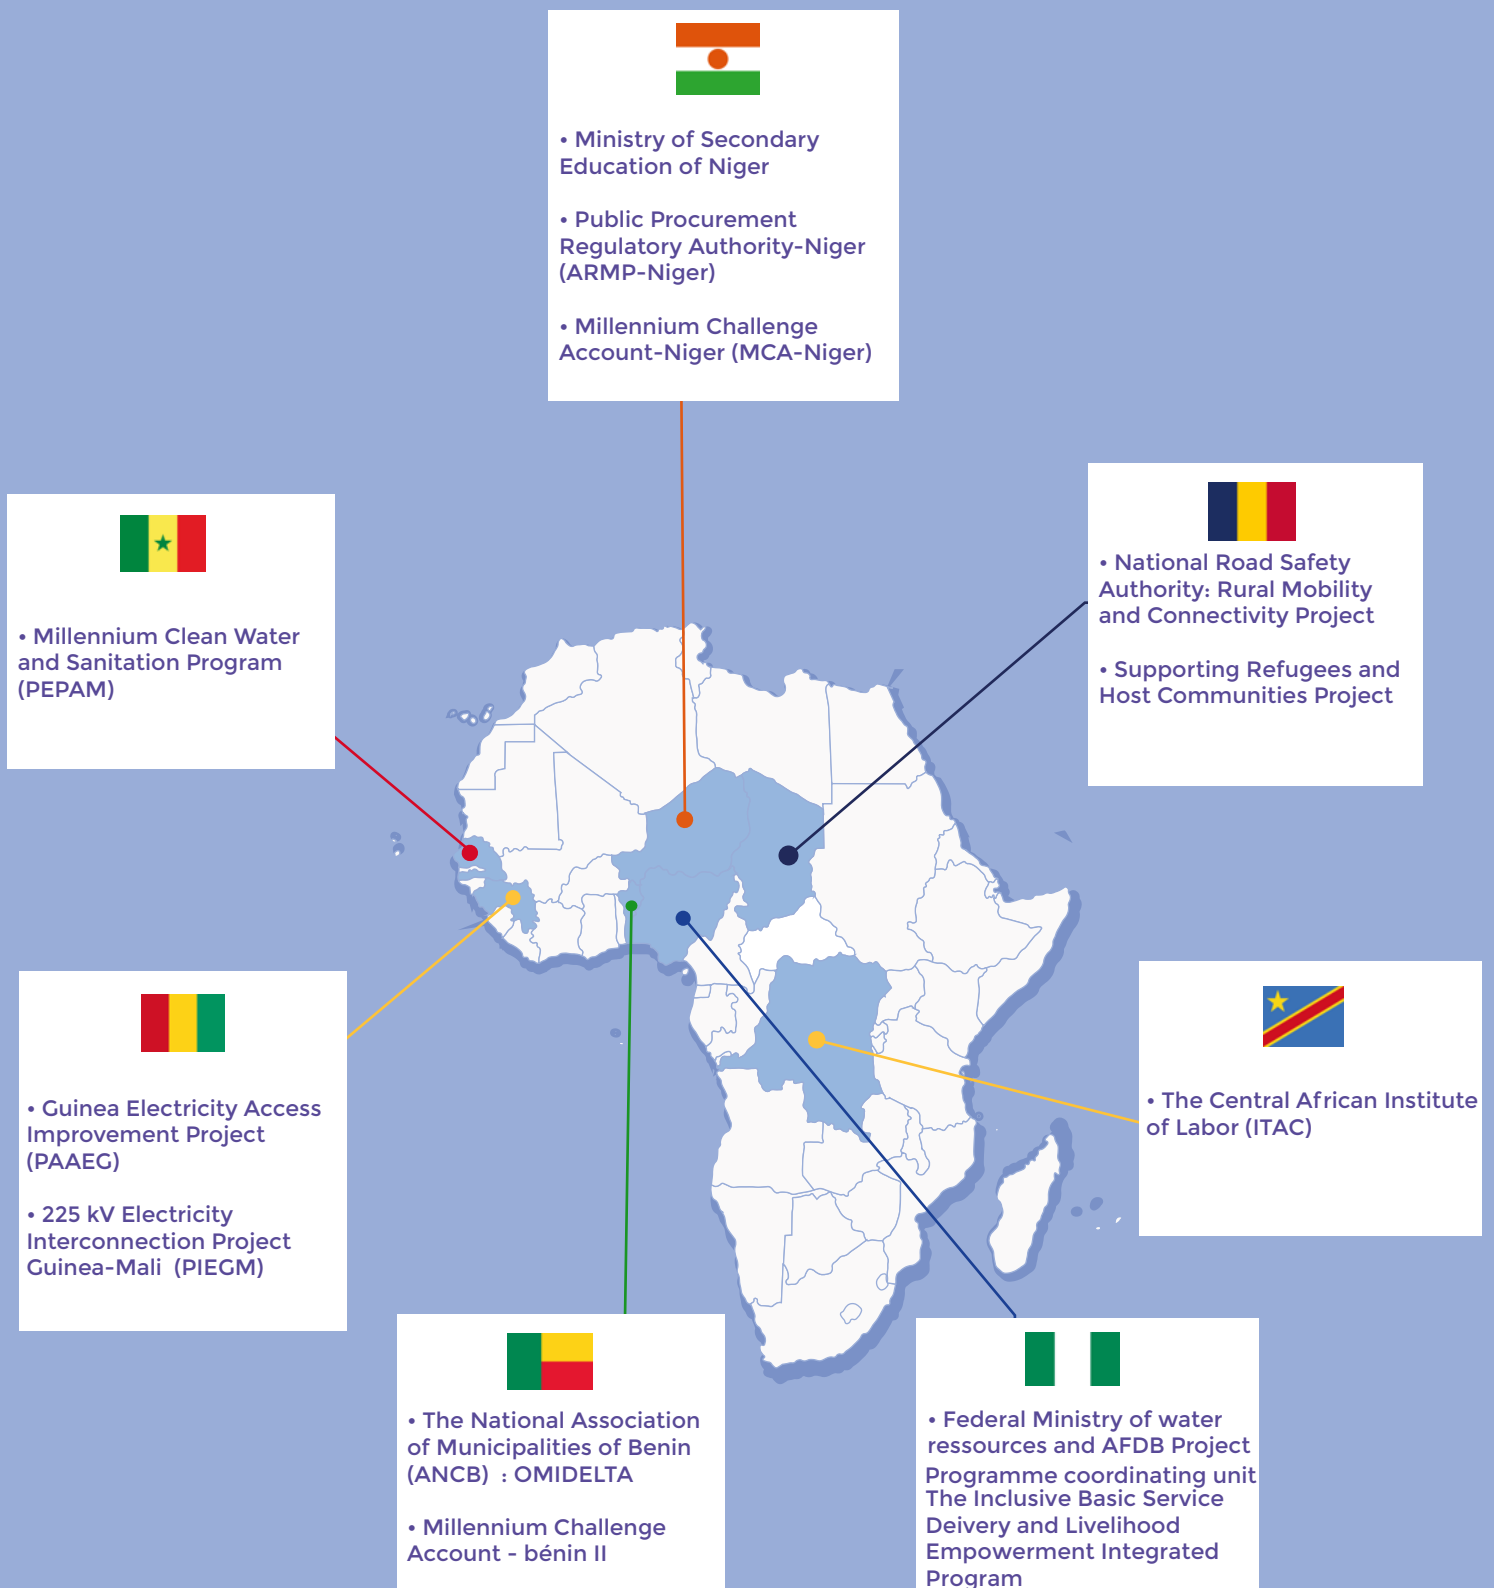 • Ministry of Secondary
Education of Niger
• Public Procurement
Regulatory Authority-Niger
(ARMP-Niger)
• Millennium Challenge
Account-Niger (MCA-Niger)
• National Road Safety
Authority: Rural Mobility
and Connectivity Project
• Supporting Refugees and
Host Communities Project
• Millennium Clean Water
and Sanitation Program
(PEPAM)
• Guinea Electricity Access
Improvement Project
(PAAEG)
• 225 kV Electricity
Interconnection Project
Guinea-Mali (PIEGM)
• The Central African Institute
of Labor (ITAC)
• The National Association
of Municipalities of Benin
(ANCB) : OMIDELTA
• Millennium Challenge
Account - bénin II
• Federal Ministry of water
ressources and AFDB Project
Programme coordinating unit
The Inclusive Basic Service
Deivery and Livelihood
Empowerment Integrated
Program